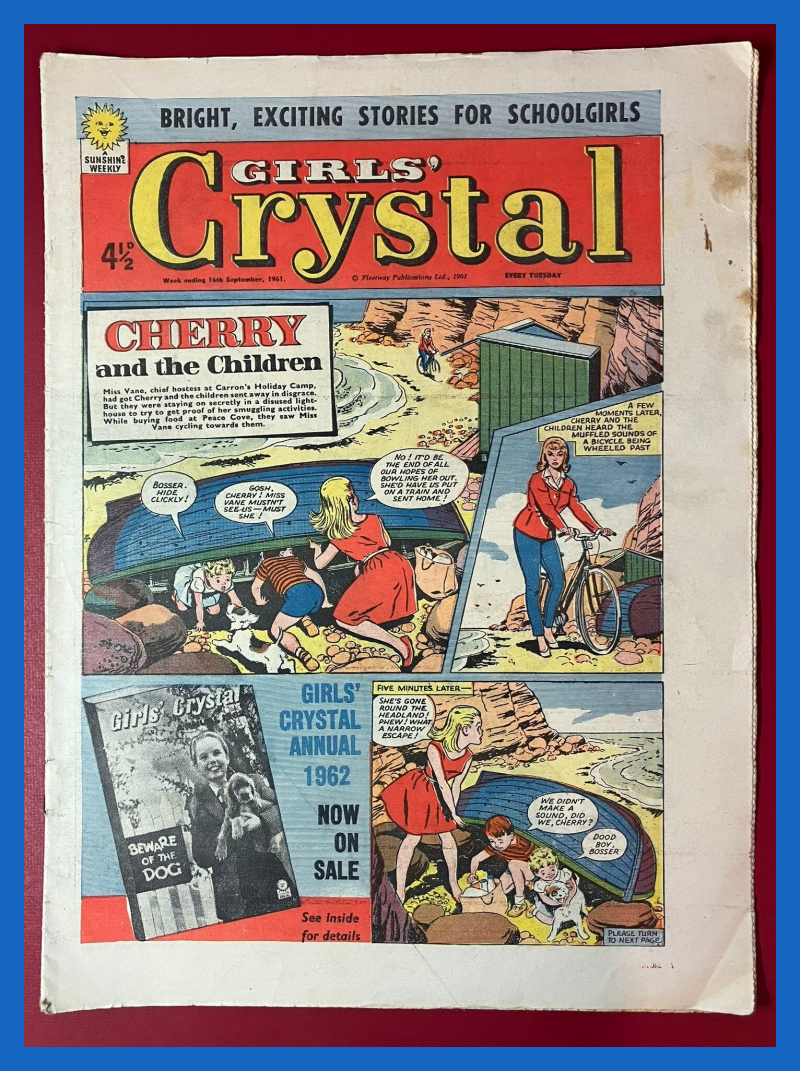 BRIGHT, EXCITING STORIES FOR SCHOOLGIRLS
A
SUNSHINE
WEEKLY
GIRLS'
Crystal
4½D
Week ending 16th September, 1961.
© Fleetway Publications Ltd., 1961
EVERY TUESDAY
CHERRY
and the Children
Miss Vane, chief hostess at Carron's Holiday Camp,
had got Cherry and the children sent away in disgrace.
But they were staying on secretly in a disused light-
house to try to get proof of her smuggling activities.
While buying food at Peace Cove, they saw Miss
Vane cycling towards them.
BOSSER.
HIDE
CLICKLY!
GOSH,
CHERRY! MISS
VANE MUSTN'T
SEE US — MUST
SHE!
NO! IT'D BE
THE END OF ALL
OUR HOPES OF
BOWLING HER OUT.
SHE'D HAVE US PUT
ON A TRAIN AND
SENT HOME!
A FEW
MOMENTS LATER,
CHERRY AND THE
CHILDREN HEARD THE
MUFFLED SOUNDS OF
A BICYCLE BEING
WHEELED PAST
Girls' Crystal
BEWARE
OF THE
DOG
GIRLS'
CRYSTAL
ANNUAL
1962
NOW
ON
SALE
See inside
for details
FIVE MINUTES LATER—
SHE'S GONE
ROUND THE
HEADLAND!
PHEW! WHAT
A NARROW
ESCAPE!
WE DIDN'T
MAKE A
SOUND, DID
WE, CHERRY?
DOOD
BOY,
BOSSER
PLEASE TURN
TO NEXT PAGE